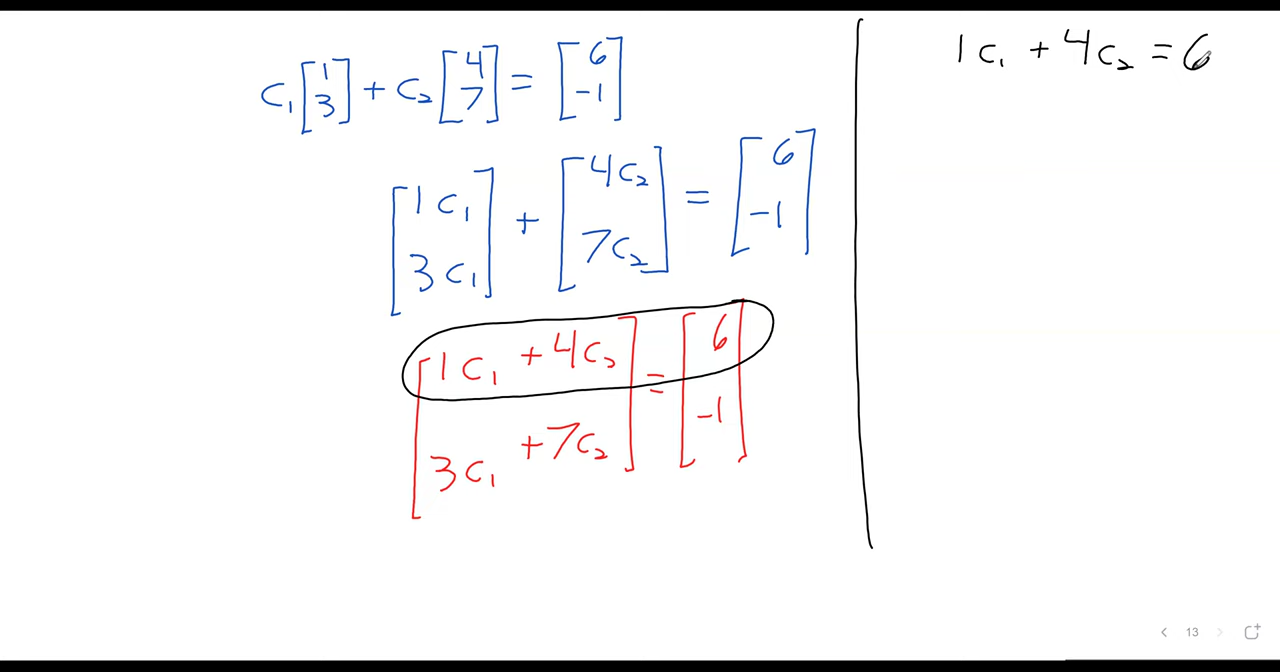 c₁[1 3] + c₂[4 7] = [6 -1]
[1c₁ 3c₁] + [4c₂ 7c₂] = [6 -1]
[1c₁ + 4c₂ 3c₁ + 7c₂] = [6 -1]
1c₁ + 4c₂ = 6
13